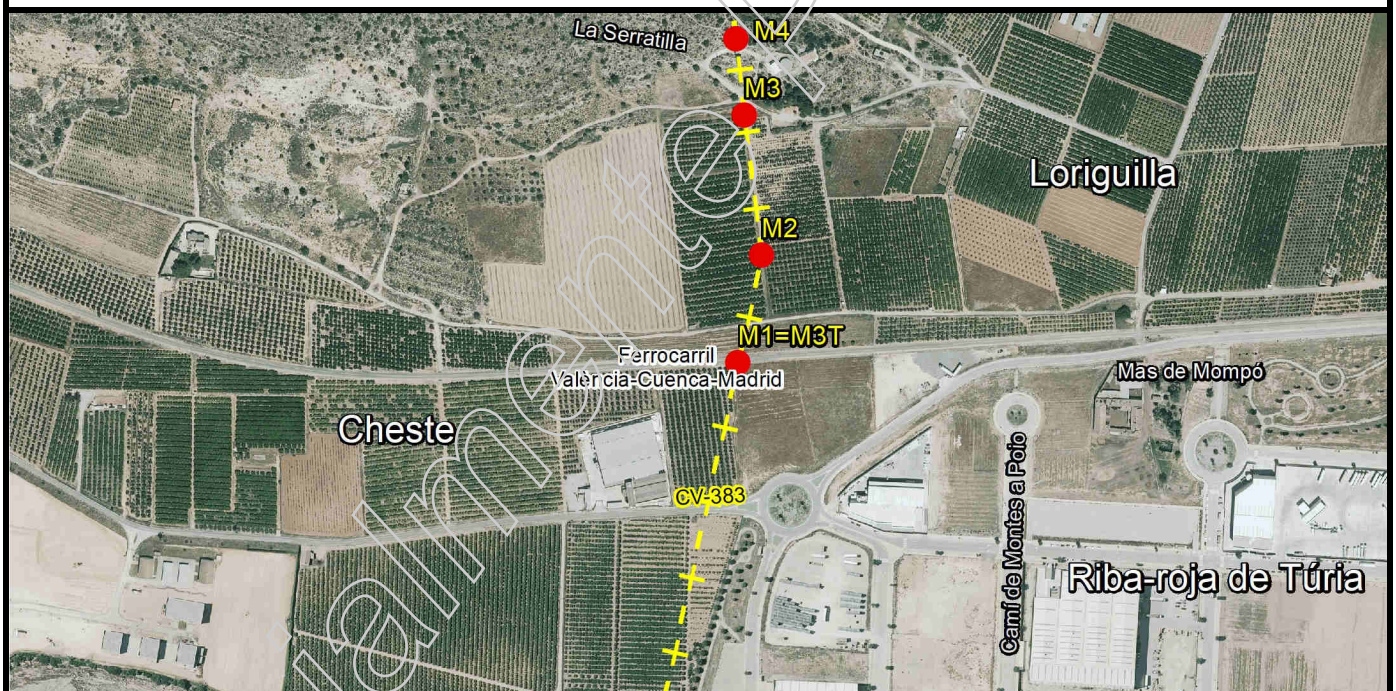 La Serratilla
M4
M3
Loriguilla
M2
M1=M3T
Ferrocarril
València-Cuenca-Madrid
Mas de Mompó
Cheste
CV-383
Camí de Montes a Poio
Riba-roja de Túria